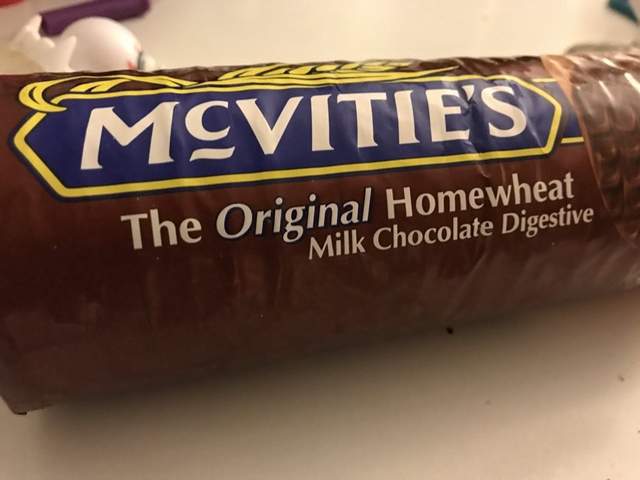 McVITIE'S
The Original Homewheat
Milk Chocolate Digestive